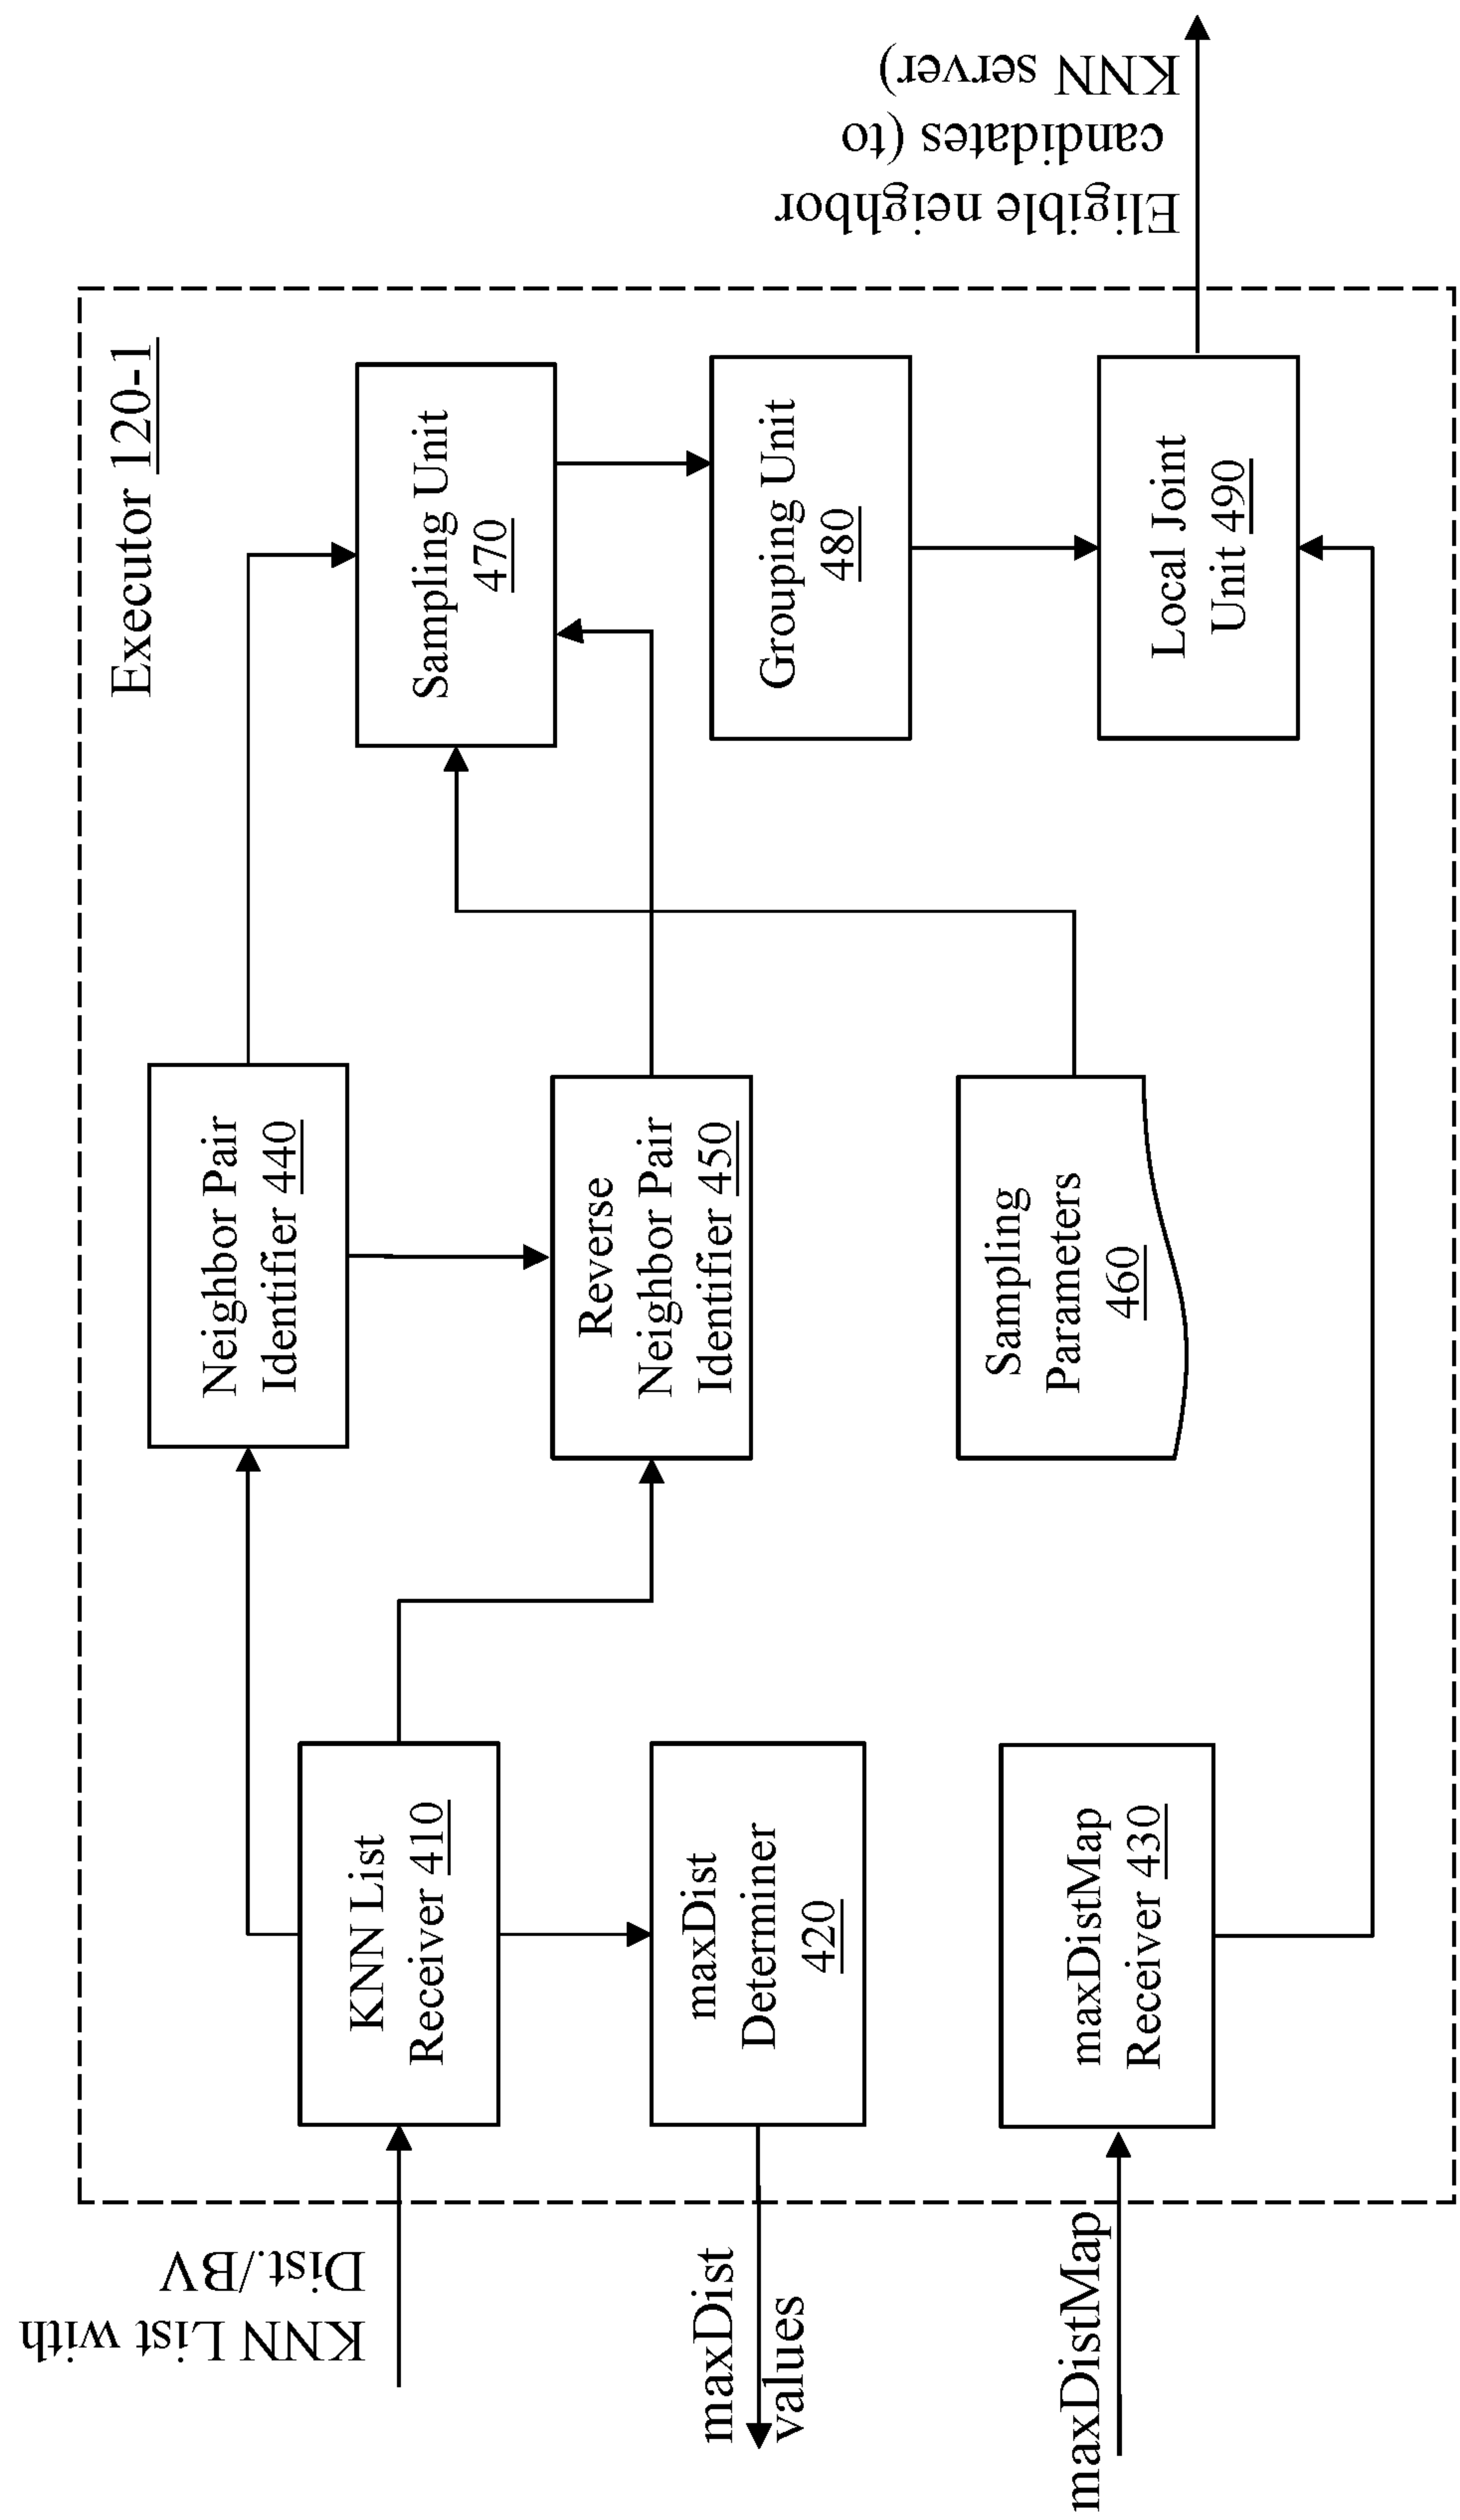 Executor 120-1
KNN List with
Dist./BV
KNN List
Receiver 410
maxDist
values
maxDist
Determiner
420
maxDistMap
maxDistMap
Receiver 430
Neighbor Pair
Identifier 440
Reverse
Neighbor Pair
Identifier 450
Sampling
Parameters
460
Sampling Unit
470
Grouping Unit
480
Local Joint
Unit 490
Eligible neighbor
candidates (to
KNN server)